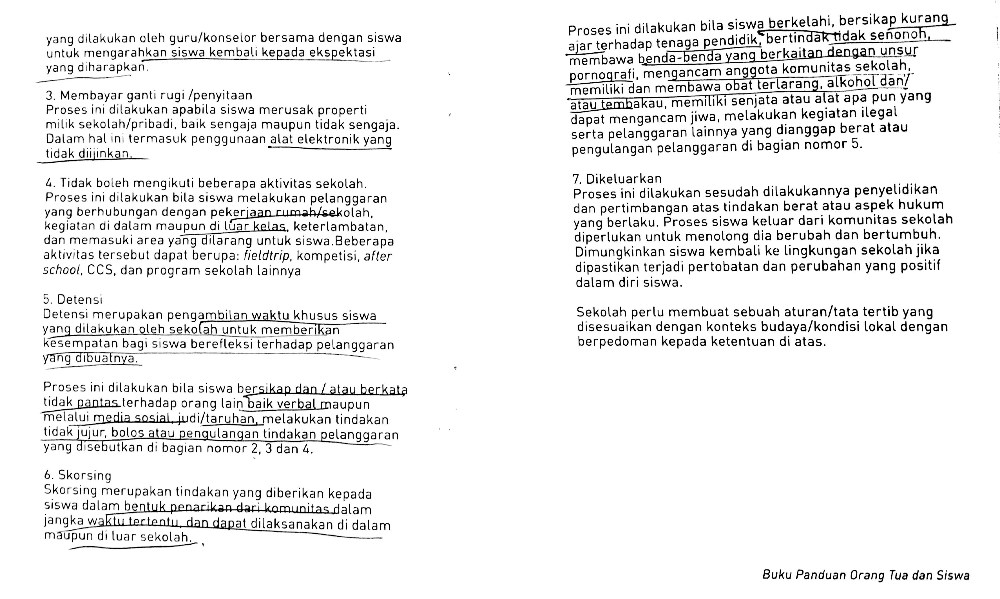 yang dilakukan oleh guru/konselor bersama dengan siswa
untuk mengarahkan siswa kembali kepada ekspektasi
yang diharapkan.
3. Membayar ganti rugi /penyitaan
Proses ini dilakukan apabila siswa merusak properti
milik sekolah/pribadi, baik sengaja maupun tidak sengaja.
Dalam hal ini termasuk penggunaan alat elektronik yang
tidak diijinkan.
4. Tidak boleh mengikuti beberapa aktivitas sekolah.
Proses ini dilakukan bila siswa melakukan pelanggaran
yang berhubungan dengan pekerjaan rumah/sekolah,
kegiatan di dalam maupun di luar kelas, keterlambatan,
dan memasuki area yang dilarang untuk siswa.Beberapa
aktivitas tersebut dapat berupa: fieldtrip, kompetisi, after
school, CCS, dan program sekolah lainnya
5. Detensi
Detensi merupakan pengambilan waktu khusus siswa
yang dilakukan oleh sekolah untuk memberikan
kesempatan bagi siswa berefleksi terhadap pelanggaran
yang dibuatnya.
Proses ini dilakukan bila siswa bersikap dan / atau berkata
tidak pantas terhadap orang lain baik verbal maupun
melalui media sosial, judi/taruhan, melakukan tindakan
tidak jujur, bolos atau pengulangan tindakan pelanggaran
yang disebutkan di bagian nomor 2, 3 dan 4.
6. Skorsing
Skorsing merupakan tindakan yang diberikan kepada
siswa dalam bentuk penarikan dari komunitas dalam
jangka waktu tertentu, dan dapat dilaksanakan di dalam
maupun di luar sekolah.
Proses ini dilakukan bila siswa berkelahi, bersikap kurang
ajar terhadap tenaga pendidik, bertindak tidak senonoh,
membawa benda-benda yang berkaitan dengan unsur
pornografi, mengancam anggota komunitas sekolah,
memiliki dan membawa obat terlarang, alkohol dan/
atau tembakau, memiliki senjata atau alat apa pun yang
dapat mengancam jiwa, melakukan kegiatan ilegal
serta pelanggaran lainnya yang dianggap berat atau
pengulangan pelanggaran di bagian nomor 5.
7. Dikeluarkan
Proses ini dilakukan sesudah dilakukannya penyelidikan
dan pertimbangan atas tindakan berat atau aspek hukum
yang berlaku. Proses siswa keluar dari komunitas sekolah
diperlukan untuk menolong dia berubah dan bertumbuh.
Dimungkinkan siswa kembali ke lingkungan sekolah jika
dipastikan terjadi pertobatan dan perubahan yang positif
dalam diri siswa.
Sekolah perlu membuat sebuah aturan/tata tertib yang
disesuaikan dengan konteks budaya/kondisi lokal dengan
berpedoman kepada ketentuan di atas.
Buku Panduan Orang Tua dan Siswa